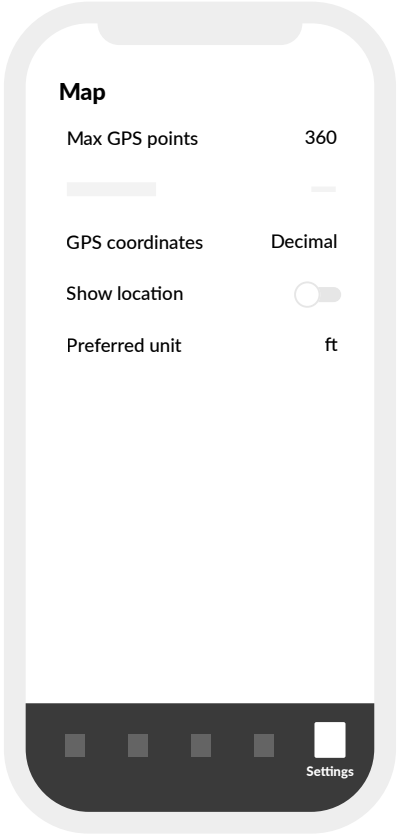 Map
Max GPS points 360
GPS coordinates Decimal
Show location
Preferred unit ft
Settings